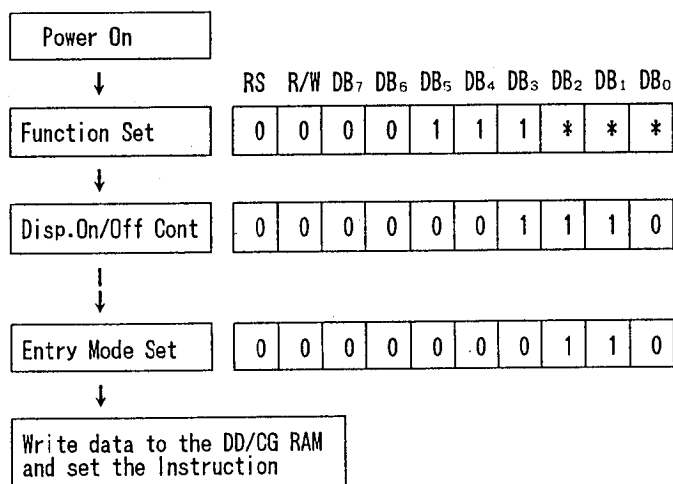 Power On
↓
RS R/W DB₇ DB₆ DB₅ DB₄ DB₃ DB₂ DB₁ DB₀
Function Set 0 0 0 0 1 1 1 * * *
↓
Disp.On/Off Cont 0 0 0 0 0 0 1 1 1 0
↓
Entry Mode Set 0 0 0 0 0 0 0 1 1 0
↓
Write data to the DD/CG RAM
and set the Instruction